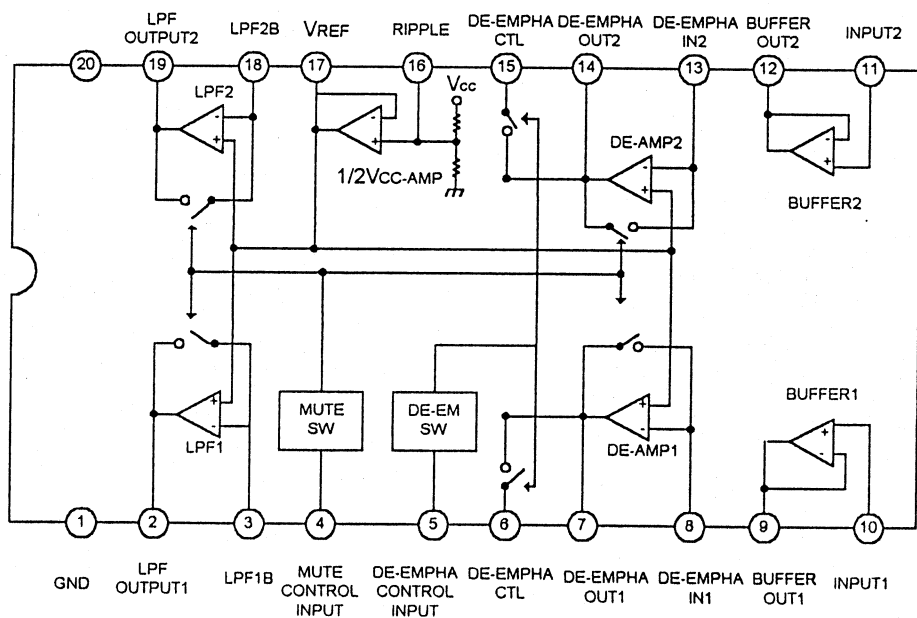 LPF OUTPUT2
LPF2B
VREF
RIPPLE
DE-EMPHA CTL
DE-EMPHA OUT2
DE-EMPHA IN2
BUFFER OUT2
INPUT2
20
19
18
17
16
15
14
13
12
11
LPF2
-
+
-
+
VCC
1/2VCC-AMP
DE-AMP2
-
+
-
+
BUFFER2
MUTE SW
DE-EM SW
+
-
LPF1
+
-
DE-AMP1
BUFFER1
+
-
1
2
3
4
5
6
7
8
9
10
GND
LPF OUTPUT1
LPF1B
MUTE CONTROL INPUT
DE-EMPHA CONTROL INPUT
DE-EMPHA CTL
DE-EMPHA OUT1
DE-EMPHA IN1
BUFFER OUT1
INPUT1